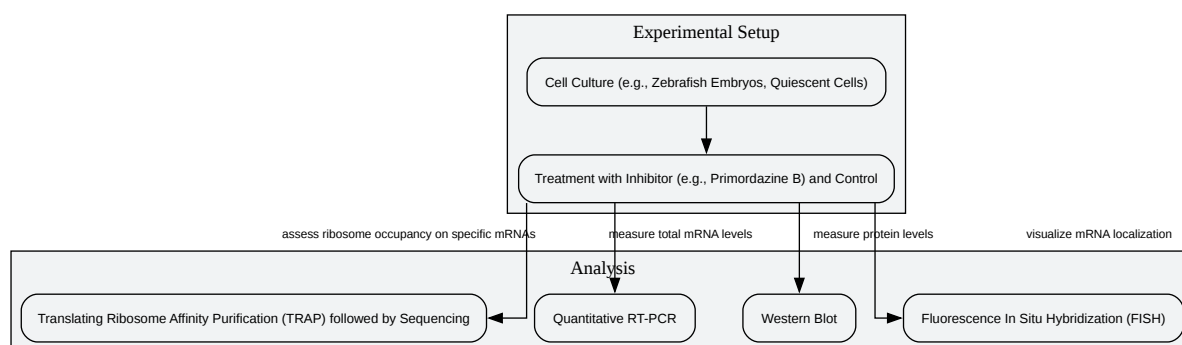 Experimental Setup
Cell Culture (e.g., Zebrafish Embryos, Quiescent Cells)
Treatment with Inhibitor (e.g., Primordazine B) and Control
assess ribosome occupancy on specific mRNAs
measure total mRNA levels
measure protein levels
visualize mRNA localization
Analysis
Translating Ribosome Affinity Purification (TRAP) followed by Sequencing
Quantitative RT-PCR
Western Blot
Fluorescence In Situ Hybridization (FISH)